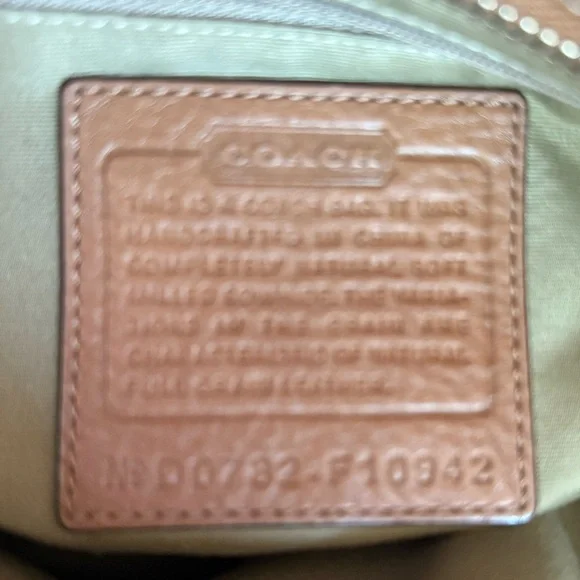 COACH
THIS IS A COACH BAG. IT WAS
HANDCRAFTED IN CHINA OF
COMPLETELY NATURAL, SOFT
MILLED COWHIDE. THE VARIA-
TIONS IN THE GRAIN ARE
CHARACTERISTIC OF NATURAL
FULL GRAIN LEATHER.
Nº D0782-F10942